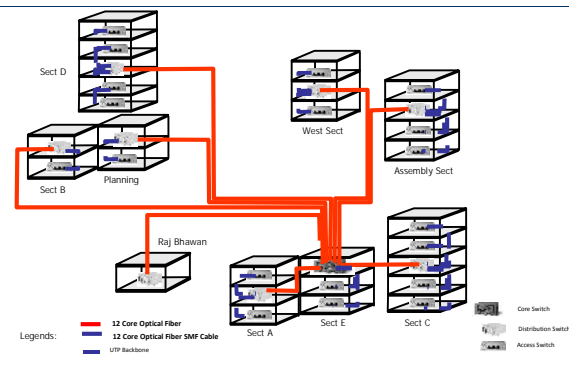 Sect D
West Sect
Assembly Sect
Sect B
Planning
Raj Bhawan
Sect A
Sect E
Sect C
Legends:
12 Core Optical Fiber
12 Core Optical Fiber SMF Cable
UTP Backbone
Core Switch
Distribution Switch
Access Switch